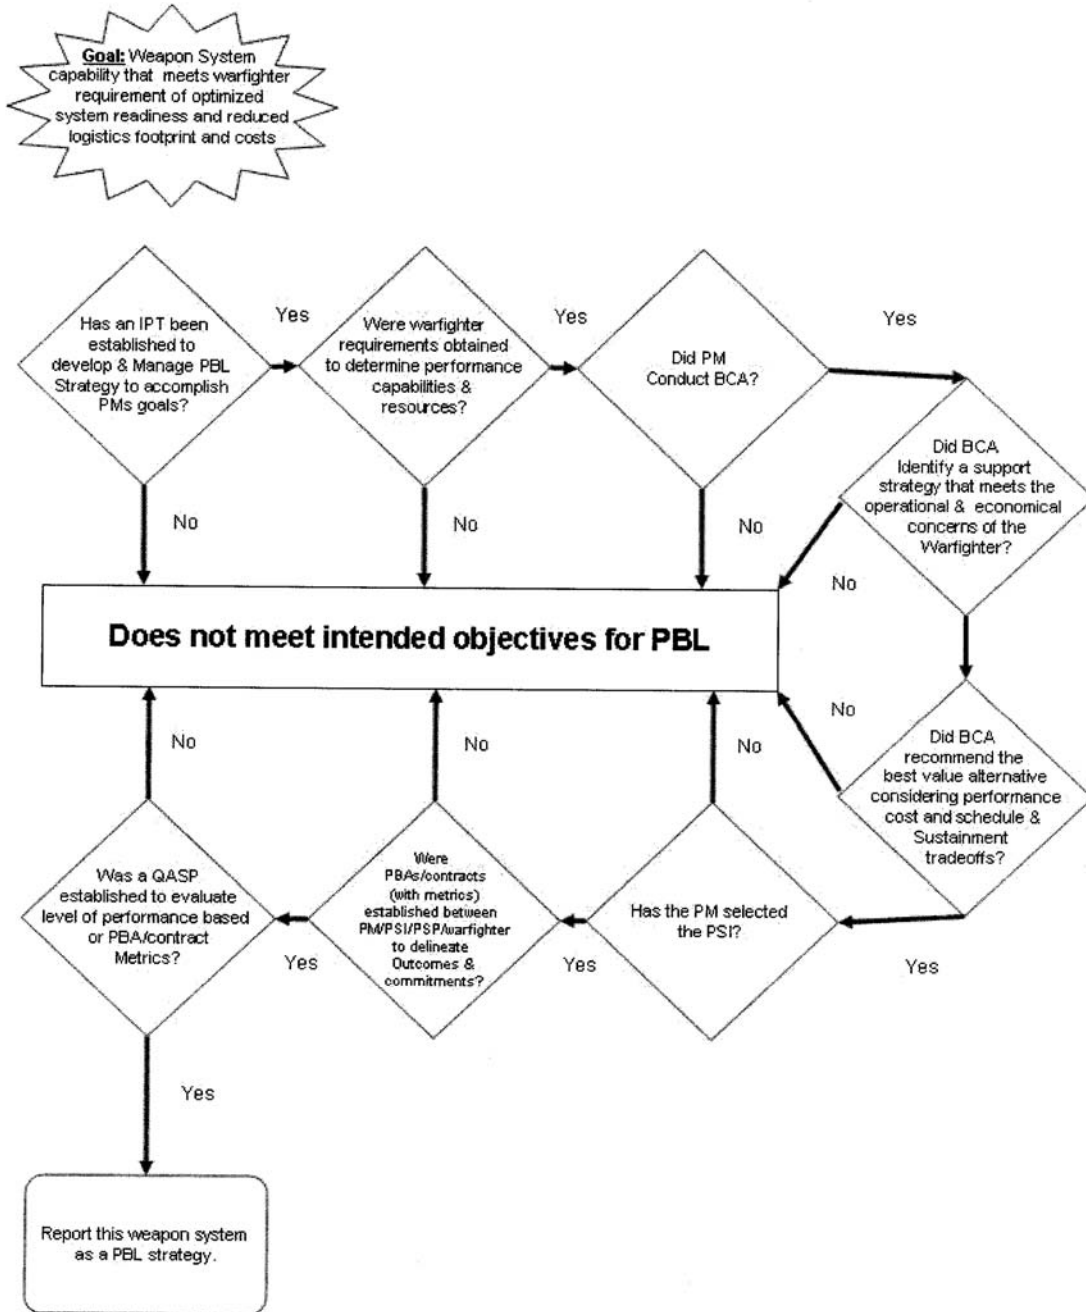 Goal: Weapon System
capability that meets warfighter
requirement of optimized
system readiness and reduced
logistics footprint and costs
Has an IPT been
established to
develop & Manage PBL
Strategy to accomplish
PMs goals?
Yes
Were warfighter
requirements obtained
to determine performance
capabilities &
resources?
Yes
Did PM
Conduct BCA?
Yes
Did BCA
Identify a support
strategy that meets the
operational & economical
concerns of the
Warfighter?
No
No
No
No
Does not meet intended objectives for PBL
No
No
No
No
Did BCA
recommend the
best value alternative
considering performance
cost and schedule &
Sustainment
tradeoffs?
Was a QASP
established to evaluate
level of performance based
or PBA/contract
Metrics?
Yes
Were
PBAs/contracts
(with metrics)
established between
PM/PSI/PSP/warfighter
to delineate
Outcomes &
commitments?
Yes
Has the PM selected
the PSI?
Yes
Yes
Report this weapon system
as a PBL strategy.